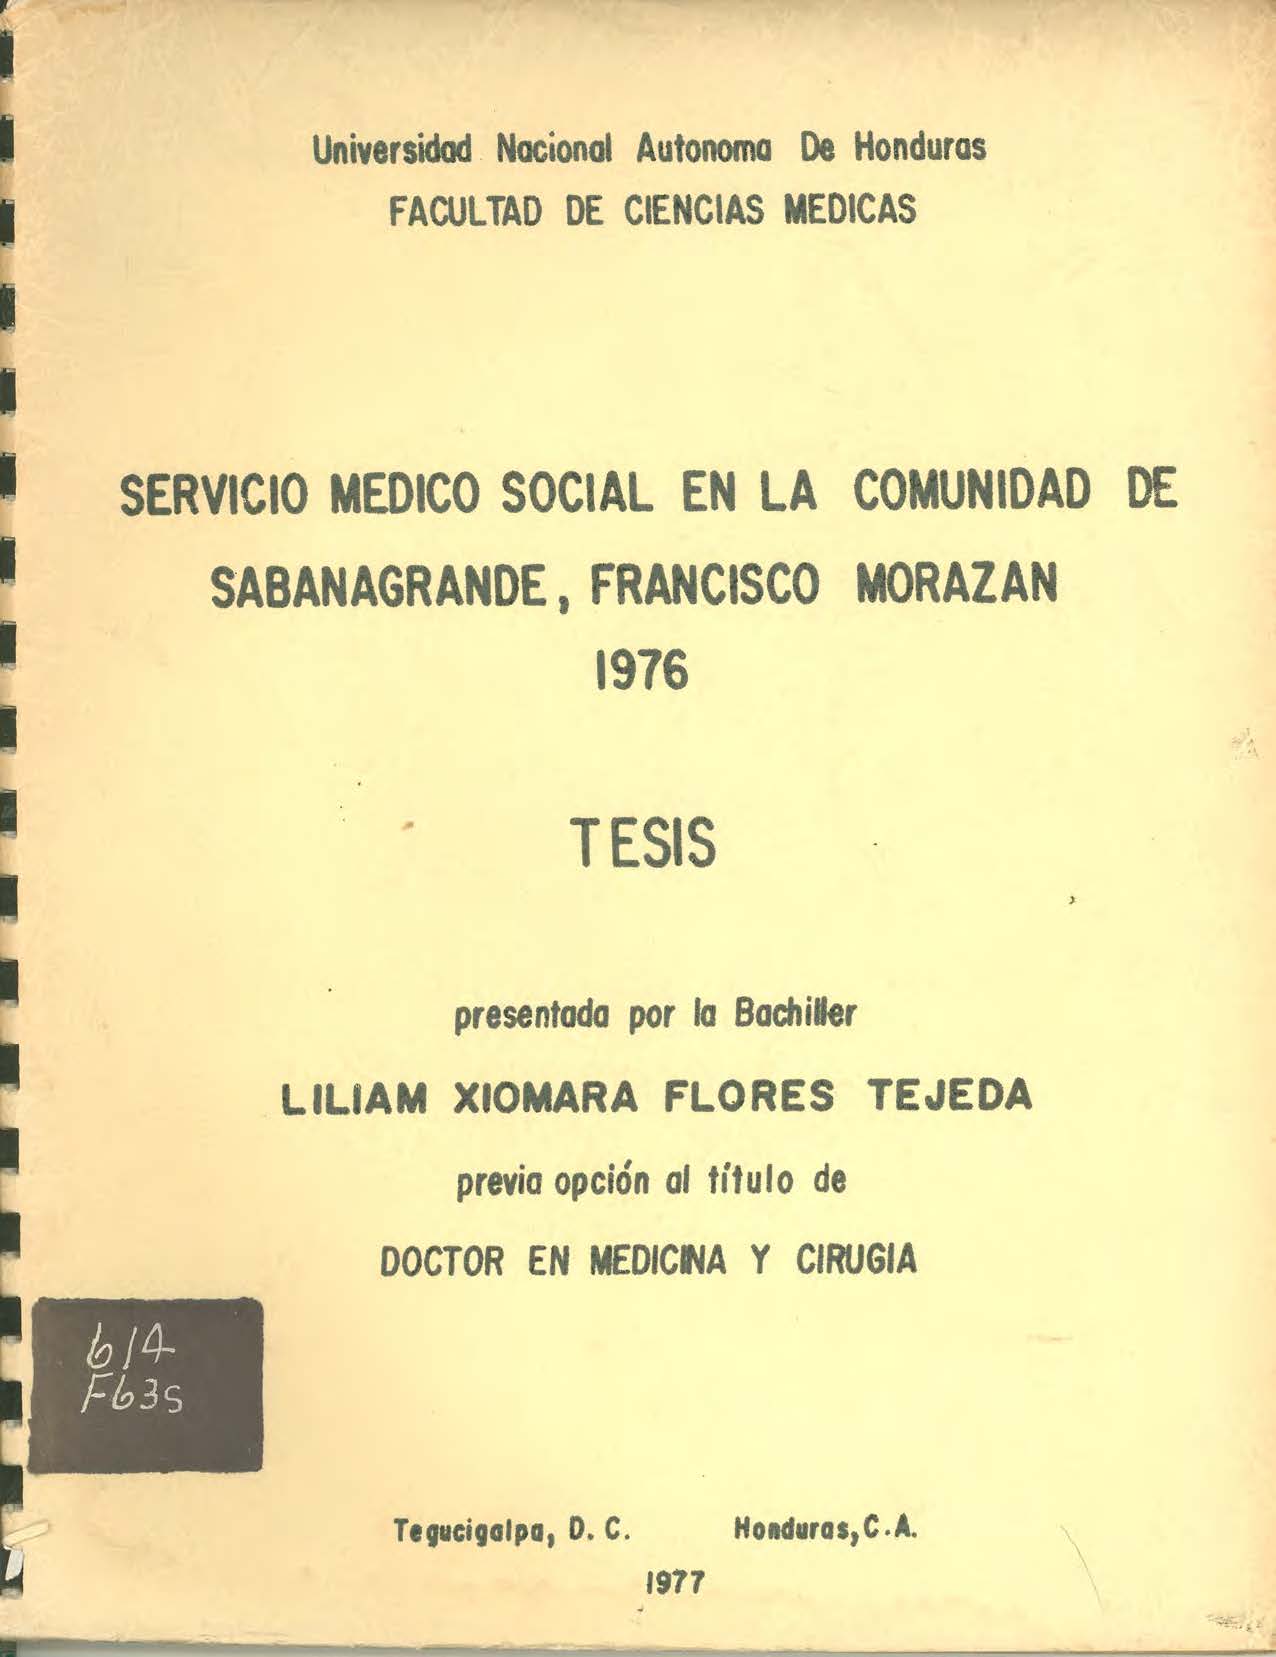 Universidad Nacional Autonoma De Honduras
FACULTAD DE CIENCIAS MEDICAS
SERVICIO MEDICO SOCIAL EN LA COMUNIDAD DE
SABANAGRANDE, FRANCISCO MORAZAN
1976
TESIS
presentada por la Bachiller
LILIAM XIOMARA FLORES TEJEDA
previa opción al título de
DOCTOR EN MEDICINA Y CIRUGIA
614
F63s
Tegucigalpa, D. C. Honduras, C.A.
1977